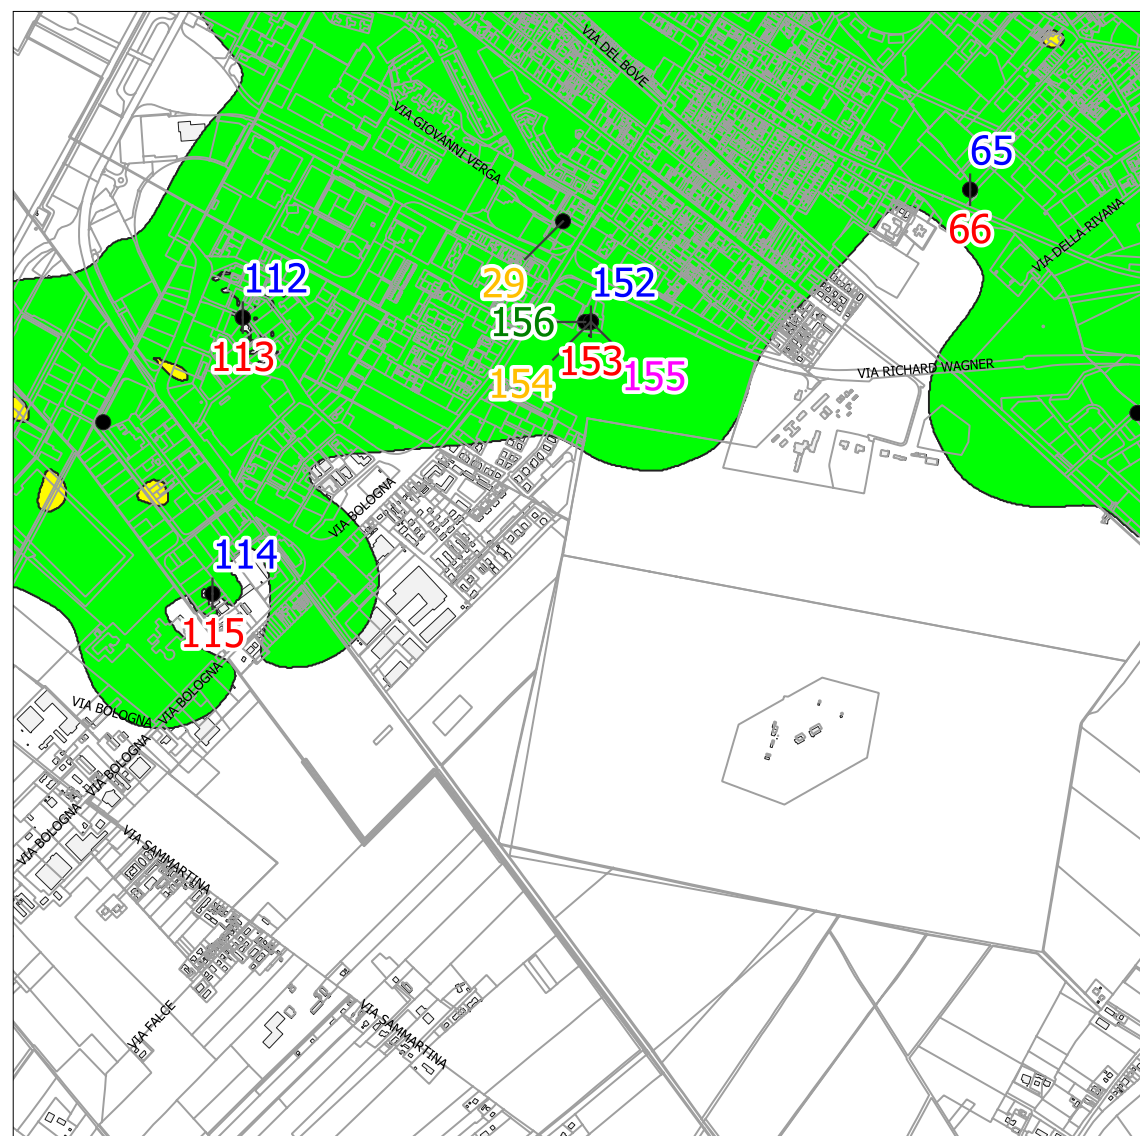 VIA DEL BOVE
VIA GIOVANNI VERGA
65
66
VIA DELLA RIVANA
112
29
152
156
113
153
154
155
VIA RICHARD WAGNER
VIA BOLOGNA
114
115
VIA BOLOGNA
VIA BOLOGNA
VIA BOLOGNA
VIA BOLOGNA
VIA SAMMARTINA
VIA FALCE
VIA SAMMARTINA